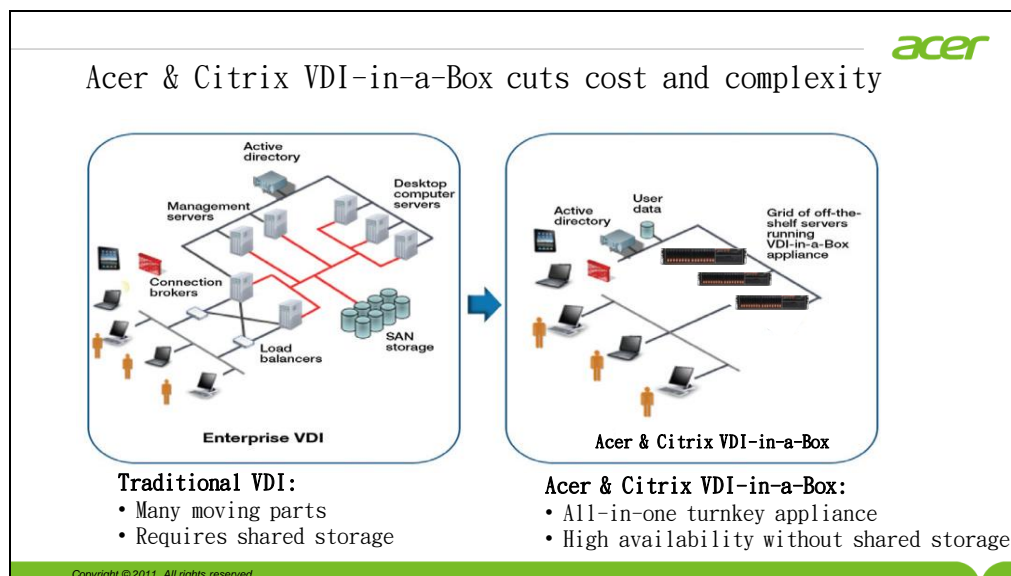 acer
Acer & Citrix VDI-in-a-Box cuts cost and complexity
Active
directory
Desktop
computer
servers
Management
servers
Connection
brokers
Load
balancers
SAN
storage
Enterprise VDI
User
data
Active
directory
Grid of off-the-
shelf servers
running
VDI-in-a-Box
appliance
Acer & Citrix VDI-in-a-Box
Traditional VDI:
• Many moving parts
• Requires shared storage
Acer & Citrix VDI-in-a-Box:
• All-in-one turnkey appliance
• High availability without shared storage
Copyright © 2011. All rights reserved